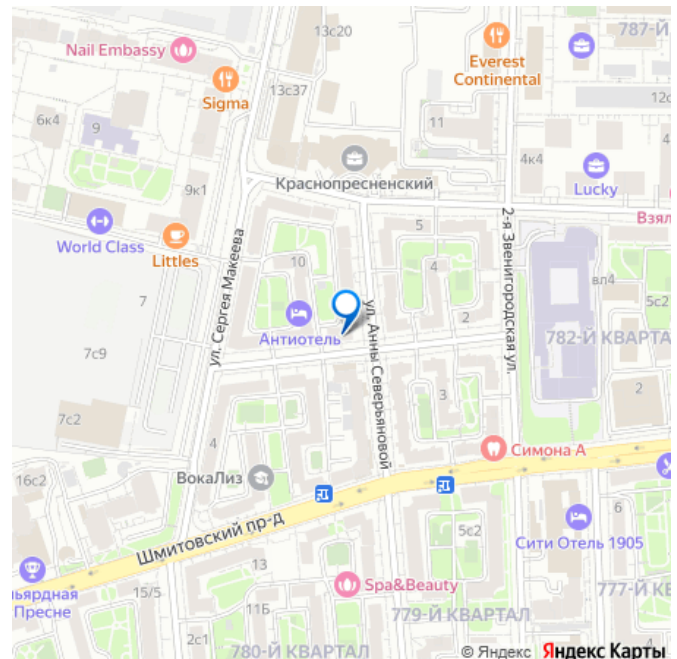 13с20
787-Й
Nail Embassy
Everest
Continental
Sigma
13с37
12с
6к4
9
11
4к4
Краснопресненский
Lucky
9к1
Взял
World Class
Littles
ул. Сергея Макеева
10
5
4
2-я Звенигородская ул.
вл4
5с2
7
Антиотель
ул. Анны Северьяновой
2
782-Й КВАРТА
7с9
3
2
7с2
4
Симона А
16с2
ВокаЛиз
Шмитовский пр-д
6
5с2
Сити Отель 1905
13
льярдная
Пресне
15/5
Spa&Beauty
777-Й КЕ
11Б
779-Й КВАРТАЛ
2с1
780-Й КВАРТАЛ
© Яндекс Яндекс Карты